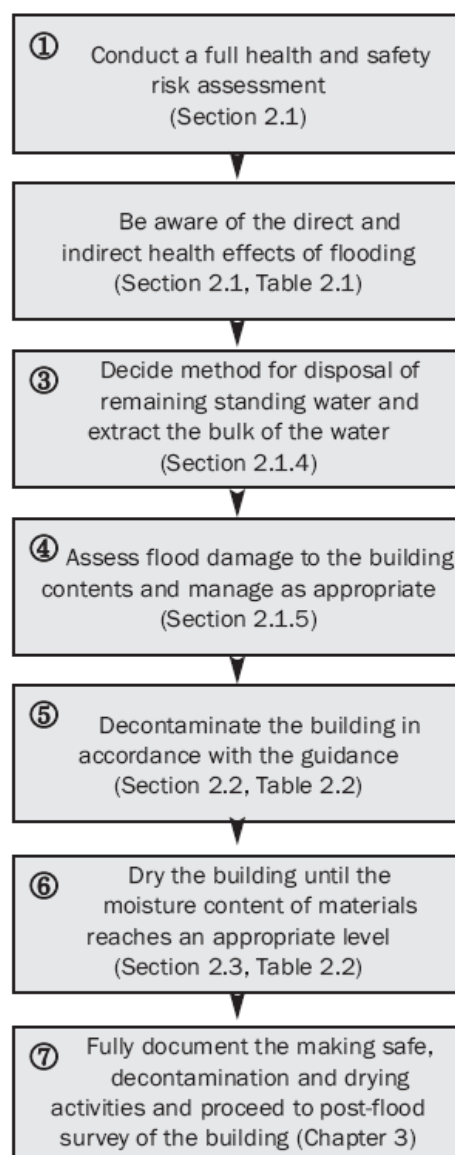 ① Conduct a full health and safety
risk assessment
(Section 2.1)
Be aware of the direct and
indirect health effects of flooding
(Section 2.1, Table 2.1)
③ Decide method for disposal of
remaining standing water and
extract the bulk of the water
(Section 2.1.4)
④ Assess flood damage to the building
contents and manage as appropriate
(Section 2.1.5)
⑤ Decontaminate the building in
accordance with the guidance
(Section 2.2, Table 2.2)
⑥ Dry the building until the
moisture content of materials
reaches an appropriate level
(Section 2.3, Table 2.2)
⑦ Fully document the making safe,
decontamination and drying
activities and proceed to post-flood
survey of the building (Chapter 3)